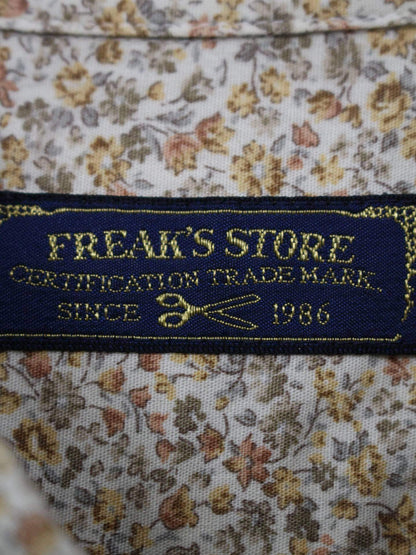 FREAK'S STORE
CERTIFICATION TRADE MARK.
SINCE 1986